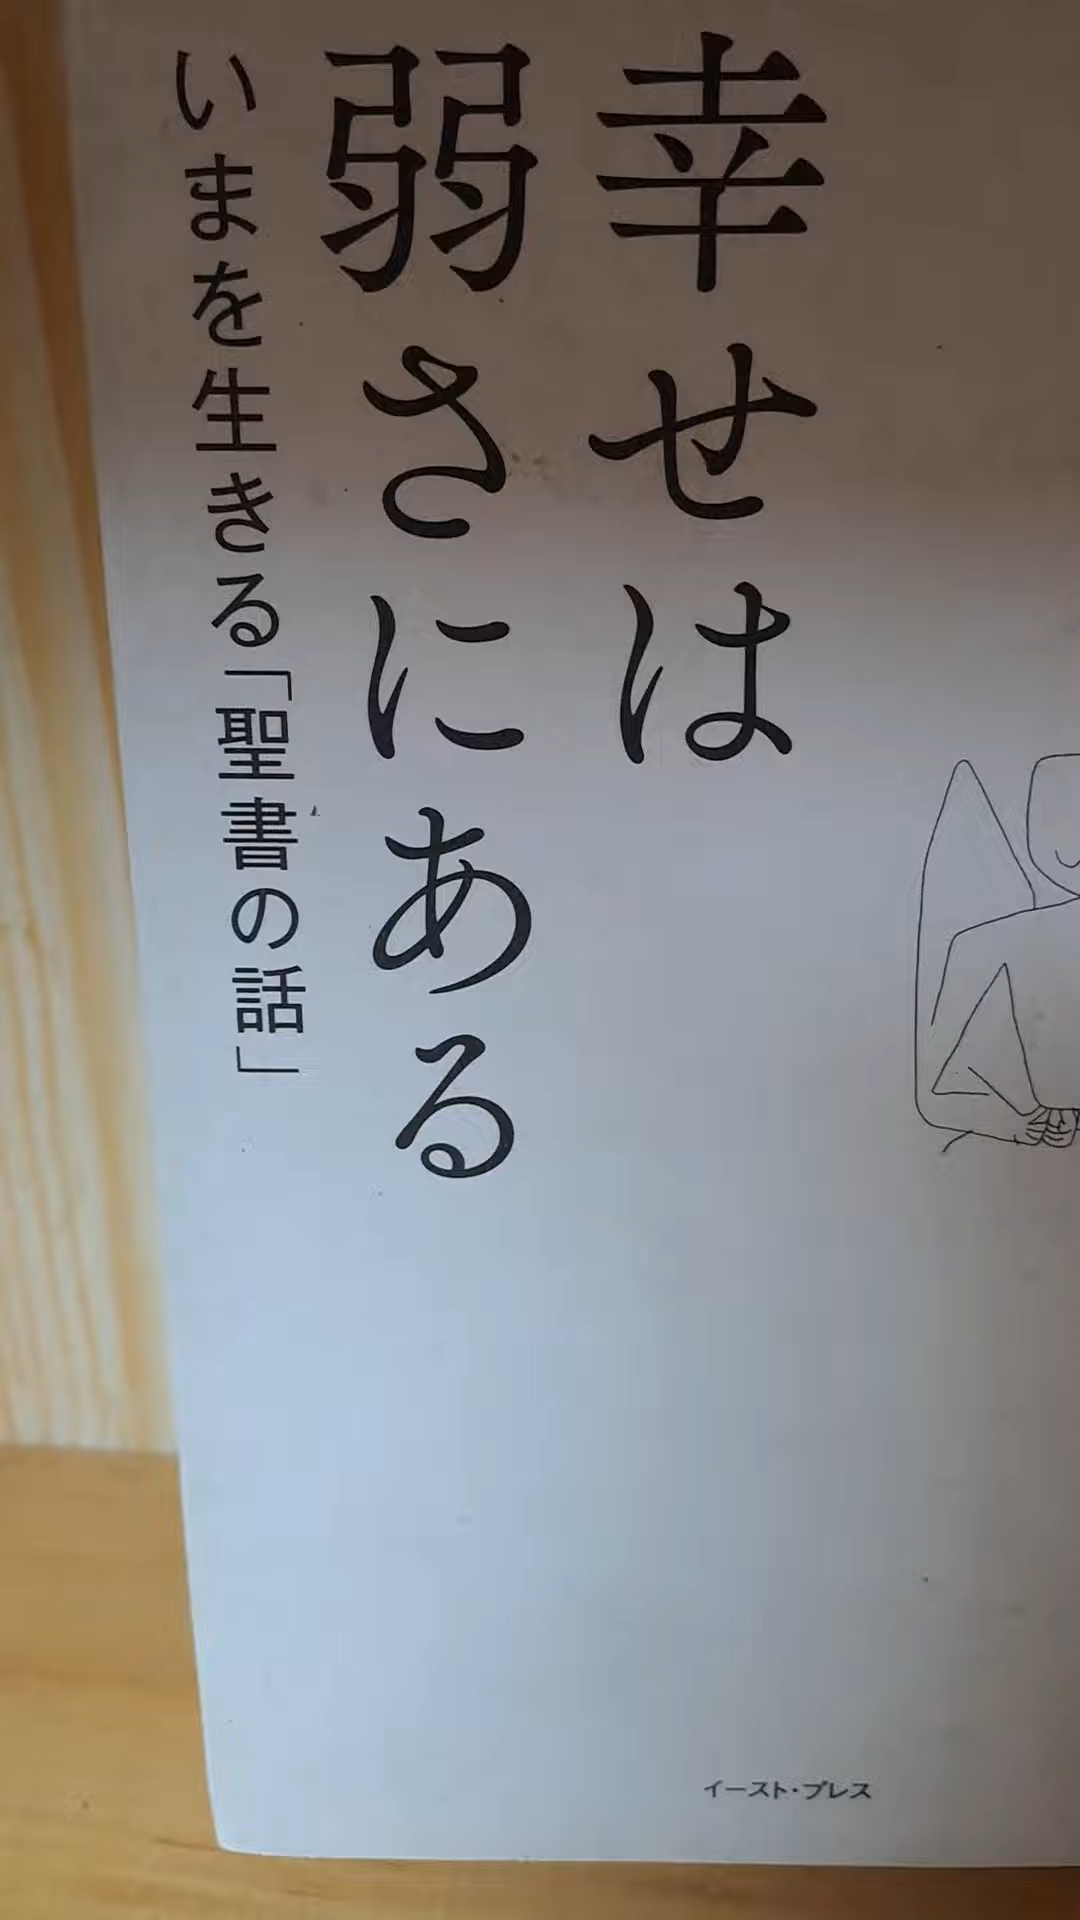 幸せは
弱さにある
いまを生きる「聖書の話」
イースト・プレス